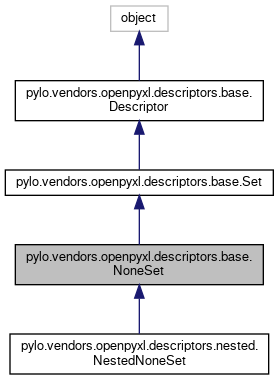 object
pylo.vendors.openpyxl.descriptors.base.
Descriptor
pylo.vendors.openpyxl.descriptors.base.Set
pylo.vendors.openpyxl.descriptors.base.
NoneSet
pylo.vendors.openpyxl.descriptors.nested.
NestedNoneSet